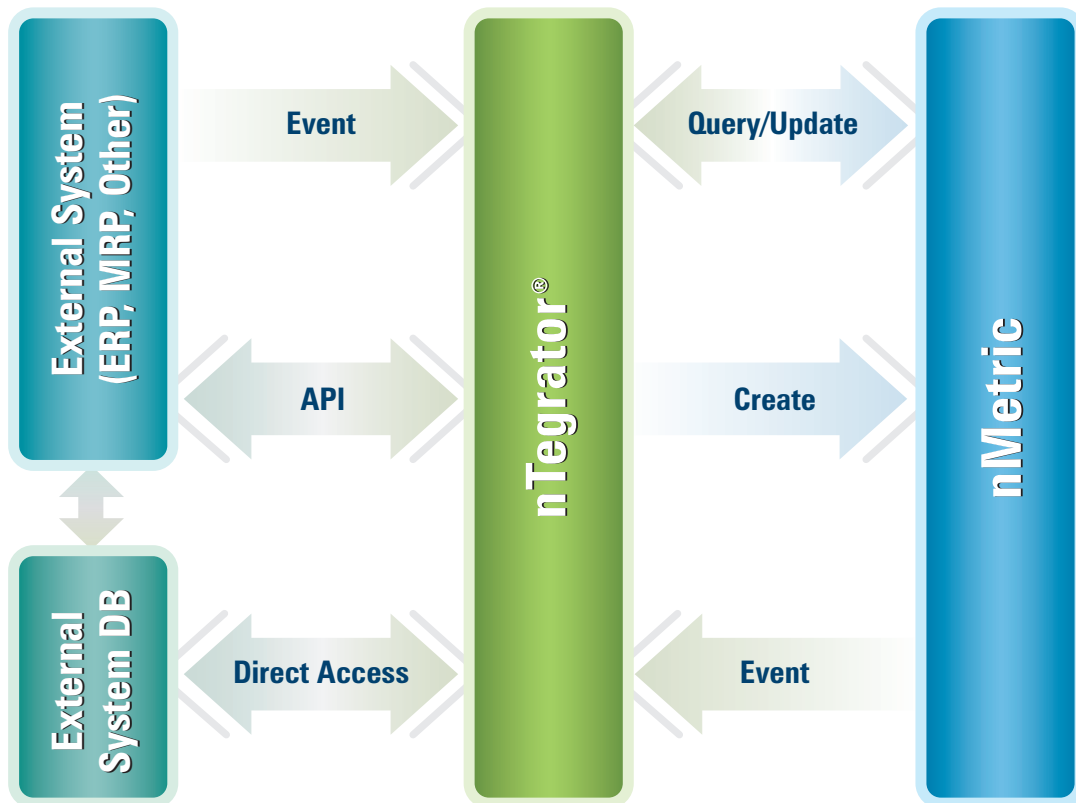 External System
(ERP, MRP, Other)
Event
nTegrator®
Query/Update
nMetric
API
Create
External
System DB
Direct Access
Event